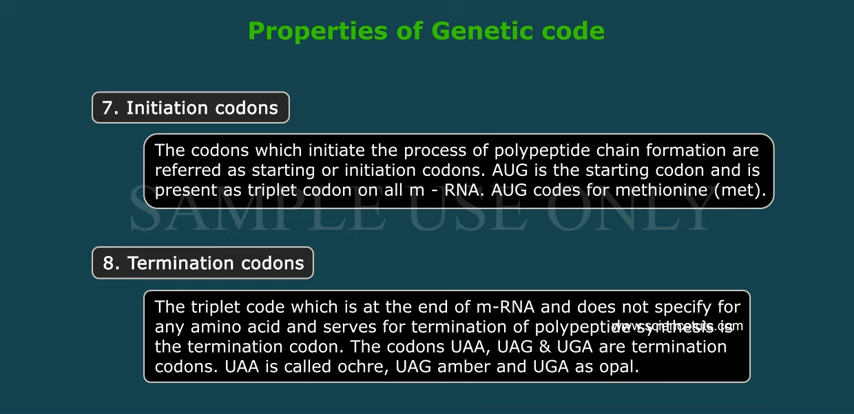 Properties of Genetic code
7. Initiation codons
The codons which initiate the process of polypeptide chain formation are
referred as starting or initiation codons. AUG is the starting codon and is
present as triplet codon on all m - RNA. AUG codes for methionine (met).
SAMPLE USE ONLY
8. Termination codons
The triplet code which is at the end of m-RNA and does not specify for
any amino acid and serves for termination of polypeptide synthesis is
the termination codon. The codons UAA, UAG & UGA are termination
codons. UAA is called ochre, UAG amber and UGA as opal.